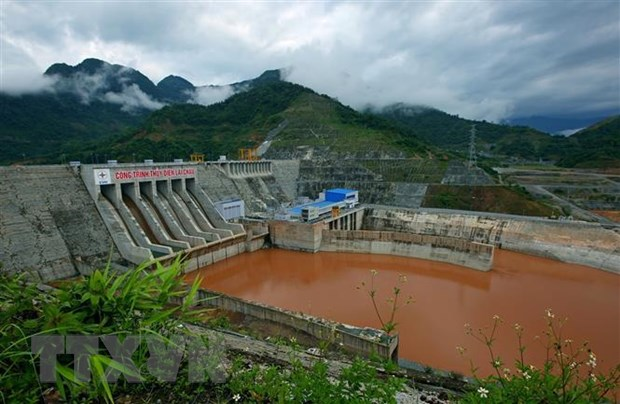 CÔNG TRÌNH THỦY ĐIỆN LAI CHÂU
TTXVN